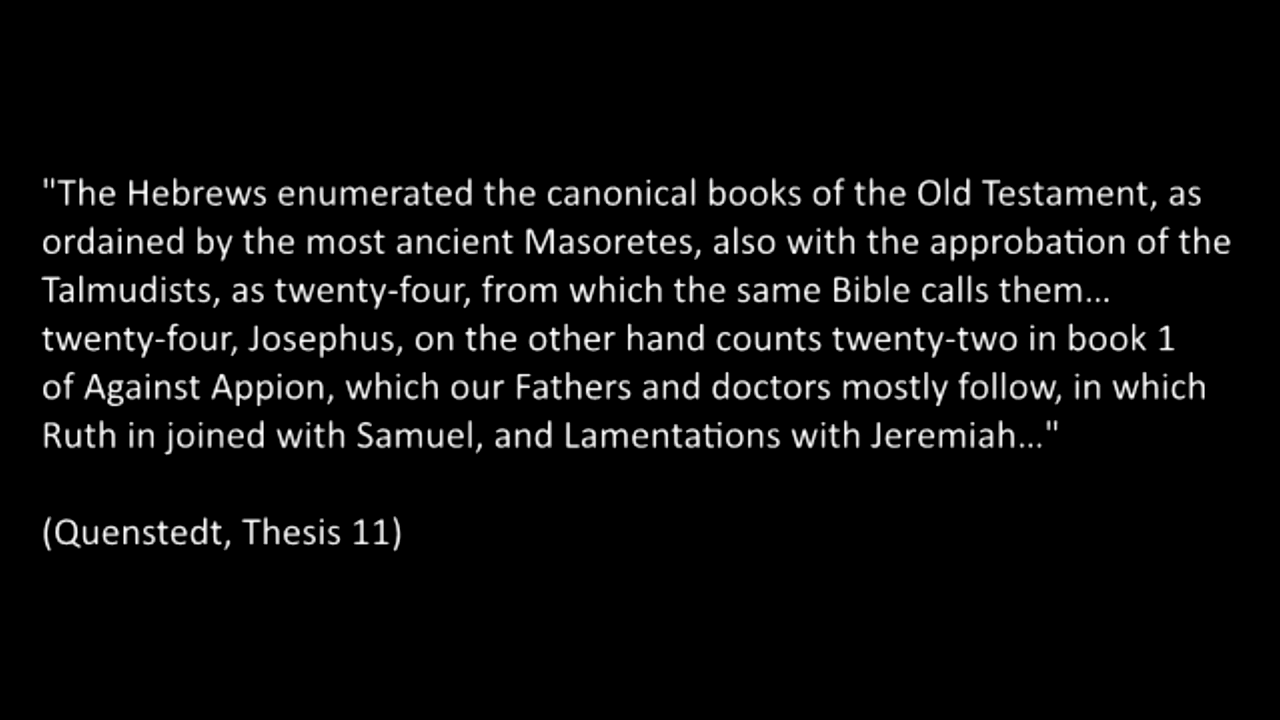 "The Hebrews enumerated the canonical books of the Old Testament, as
ordained by the most ancient Masoretes, also with the approbation of the
Talmudists, as twenty-four, from which the same Bible calls them...
twenty-four, Josephus, on the other hand counts twenty-two in book 1
of Against Appion, which our Fathers and doctors mostly follow, in which
Ruth in joined with Samuel, and Lamentations with Jeremiah..."
(Quenstedt, Thesis 11)